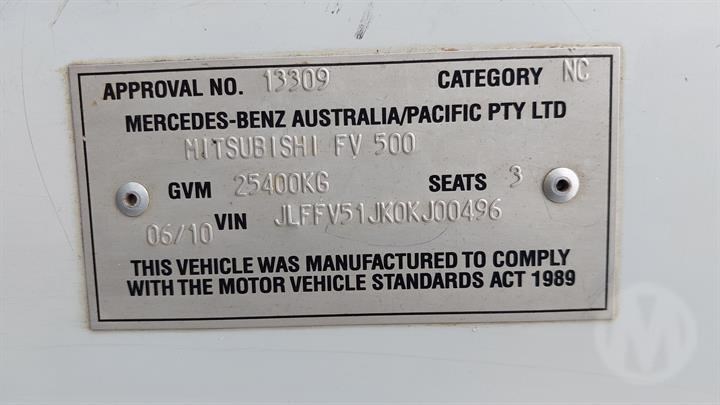 APPROVAL NO. 13309 CATEGORY NC
MERCEDES-BENZ AUSTRALIA/PACIFIC PTY LTD
MITSUBISHI FV 500
GVM 25400KG SEATS 3
06/10 VIN JLFFV51JK0KJ00496
THIS VEHICLE WAS MANUFACTURED TO COMPLY
WITH THE MOTOR VEHICLE STANDARDS ACT 1989
M